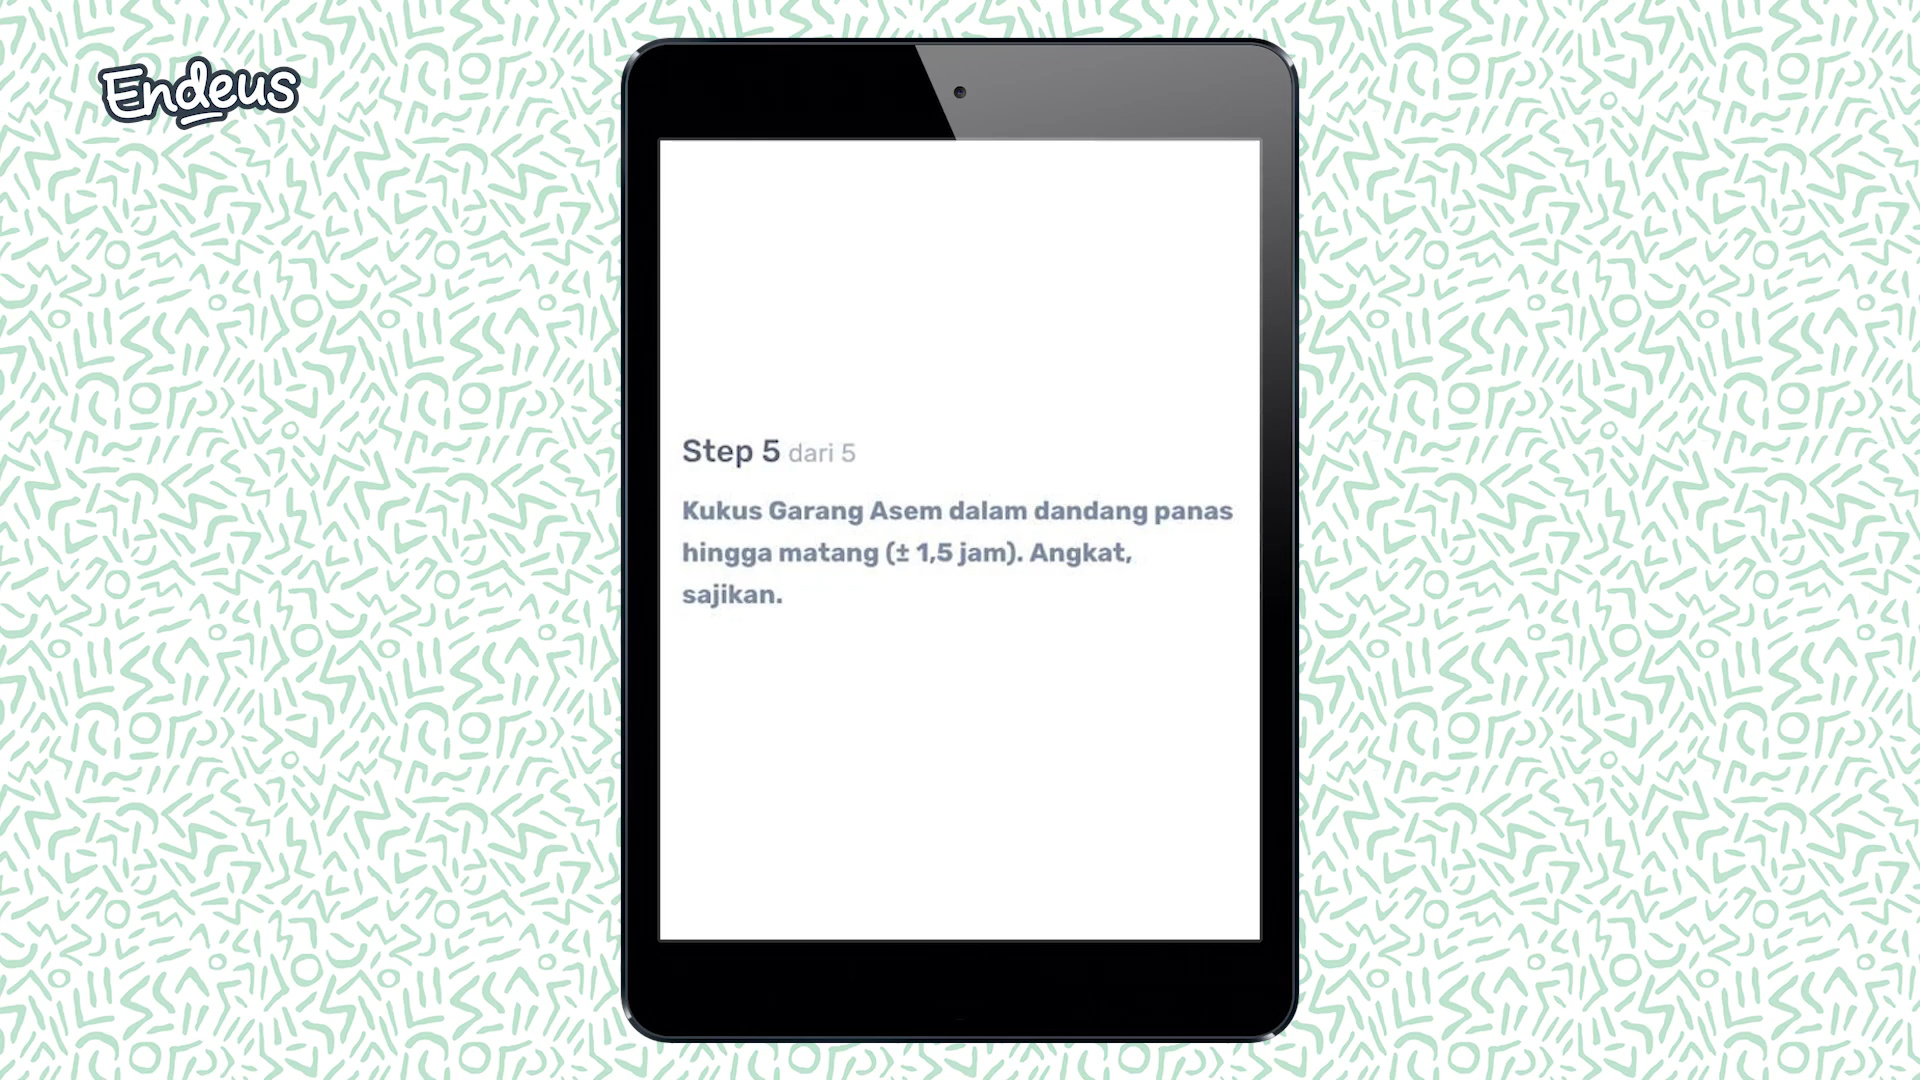 Endeus
Step 5 dari 5
Kukus Garang Asem dalam dandang panas
hingga matang (± 1,5 jam). Angkat,
sajikan.